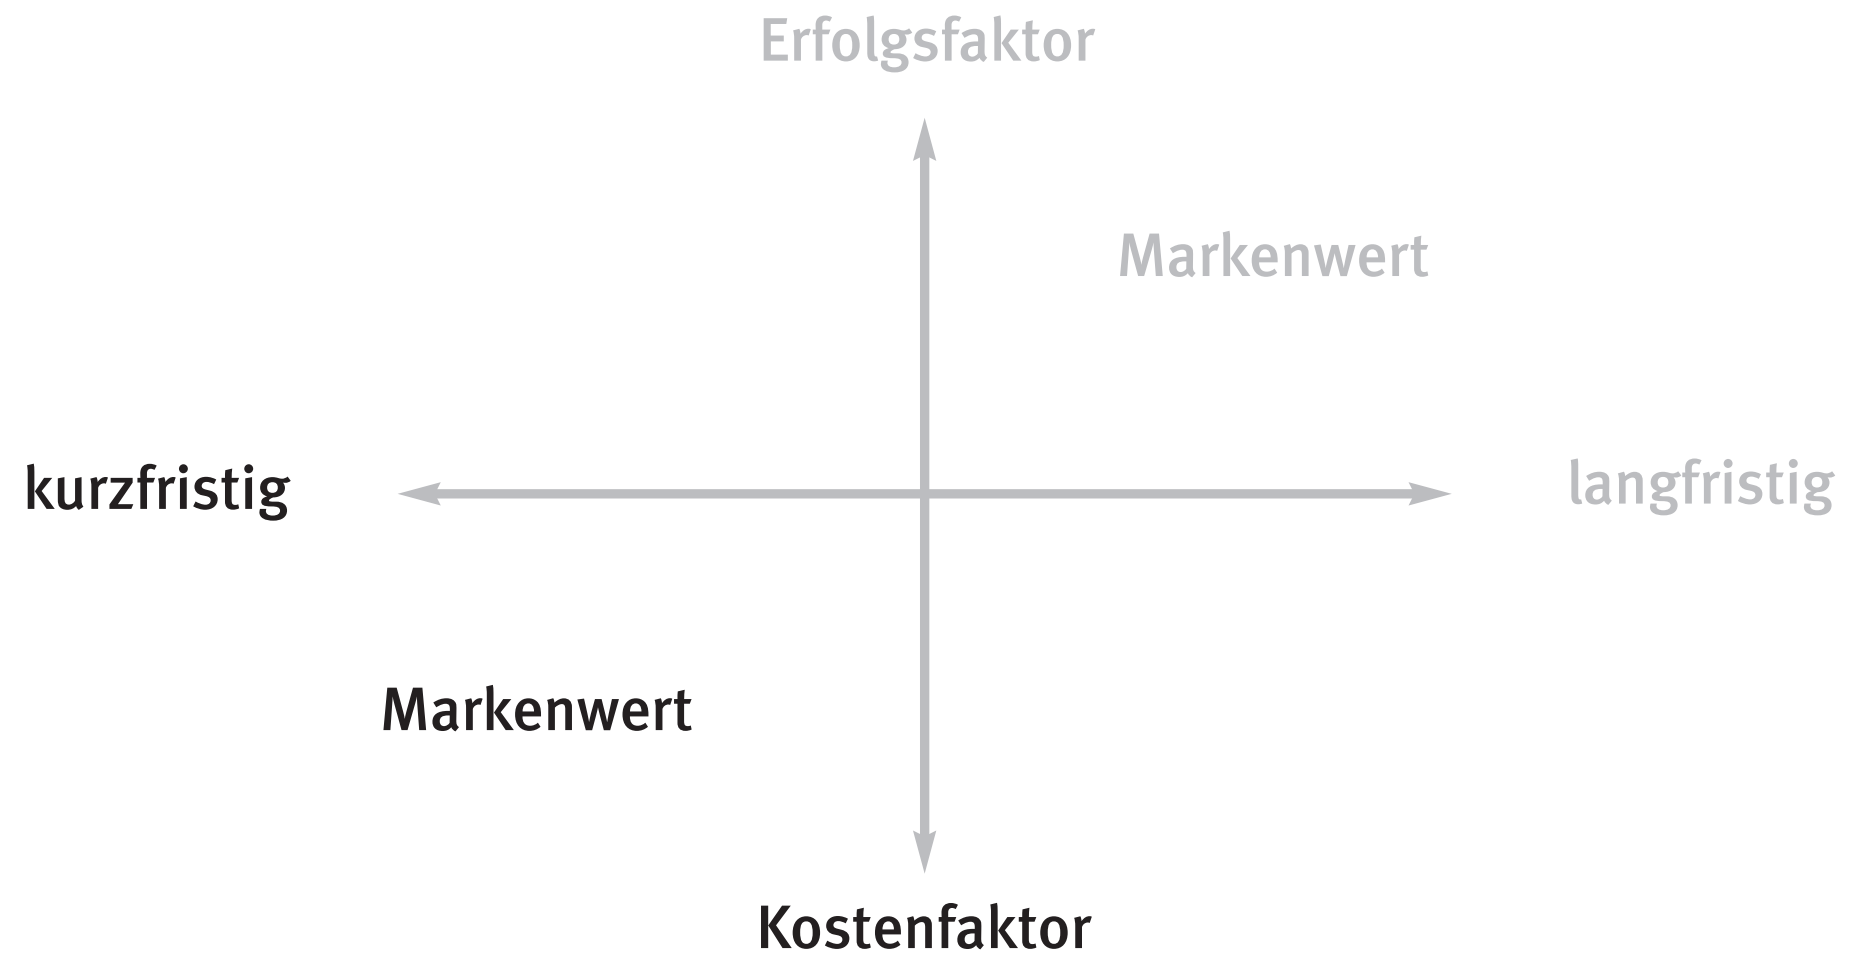 Erfolgsfaktor
Markenwert
kurzfristig
langfristig
Markenwert
Kostenfaktor